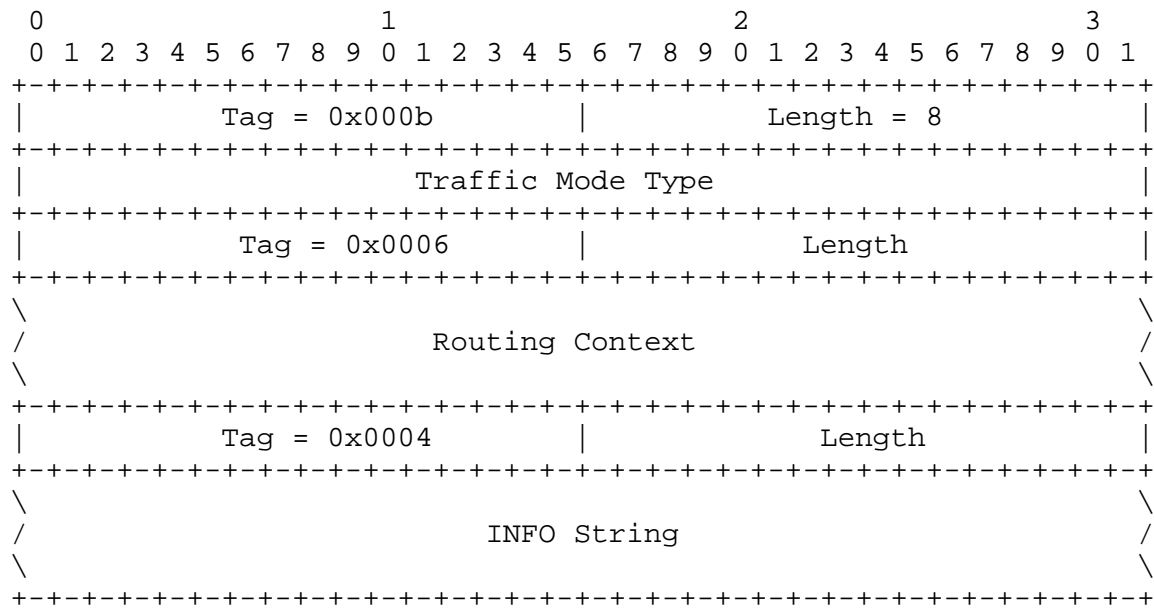 0                   1                   2                   3
 0 1 2 3 4 5 6 7 8 9 0 1 2 3 4 5 6 7 8 9 0 1 2 3 4 5 6 7 8 9 0 1
+-+-+-+-+-+-+-+-+-+-+-+-+-+-+-+-+-+-+-+-+-+-+-+-+-+-+-+-+-+-+-+-+
|           Tag = 0x000b        |          Length = 8           |
+-+-+-+-+-+-+-+-+-+-+-+-+-+-+-+-+-+-+-+-+-+-+-+-+-+-+-+-+-+-+-+-+
|                      Traffic Mode Type                        |
+-+-+-+-+-+-+-+-+-+-+-+-+-+-+-+-+-+-+-+-+-+-+-+-+-+-+-+-+-+-+-+-+
|            Tag = 0x0006       |            Length             |
+-+-+-+-+-+-+-+-+-+-+-+-+-+-+-+-+-+-+-+-+-+-+-+-+-+-+-+-+-+-+-+-+
\                                                               \
/                       Routing Context                         /
\                                                               \
+-+-+-+-+-+-+-+-+-+-+-+-+-+-+-+-+-+-+-+-+-+-+-+-+-+-+-+-+-+-+-+-+
|           Tag = 0x0004        |             Length            |
+-+-+-+-+-+-+-+-+-+-+-+-+-+-+-+-+-+-+-+-+-+-+-+-+-+-+-+-+-+-+-+-+
\                                                               \
/                          INFO String                          /
\                                                               \
+-+-+-+-+-+-+-+-+-+-+-+-+-+-+-+-+-+-+-+-+-+-+-+-+-+-+-+-+-+-+-+-+